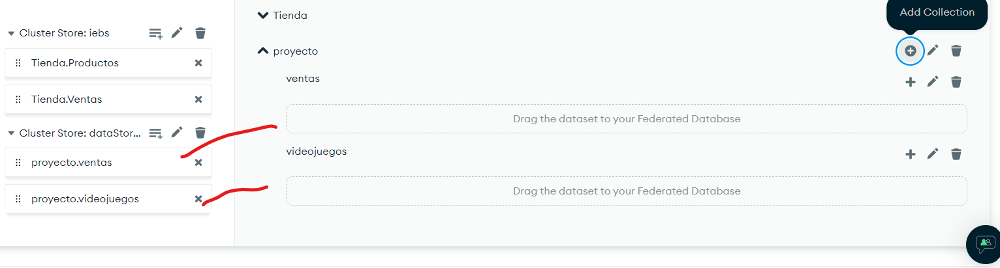 Cluster Store: iebs
Tienda.Productos
Tienda.Ventas
Cluster Store: dataStor...
proyecto.ventas
proyecto.videojuegos
Tienda
Add Collection
proyecto
ventas
Drag the dataset to your Federated Database
videojuegos
Drag the dataset to your Federated Database